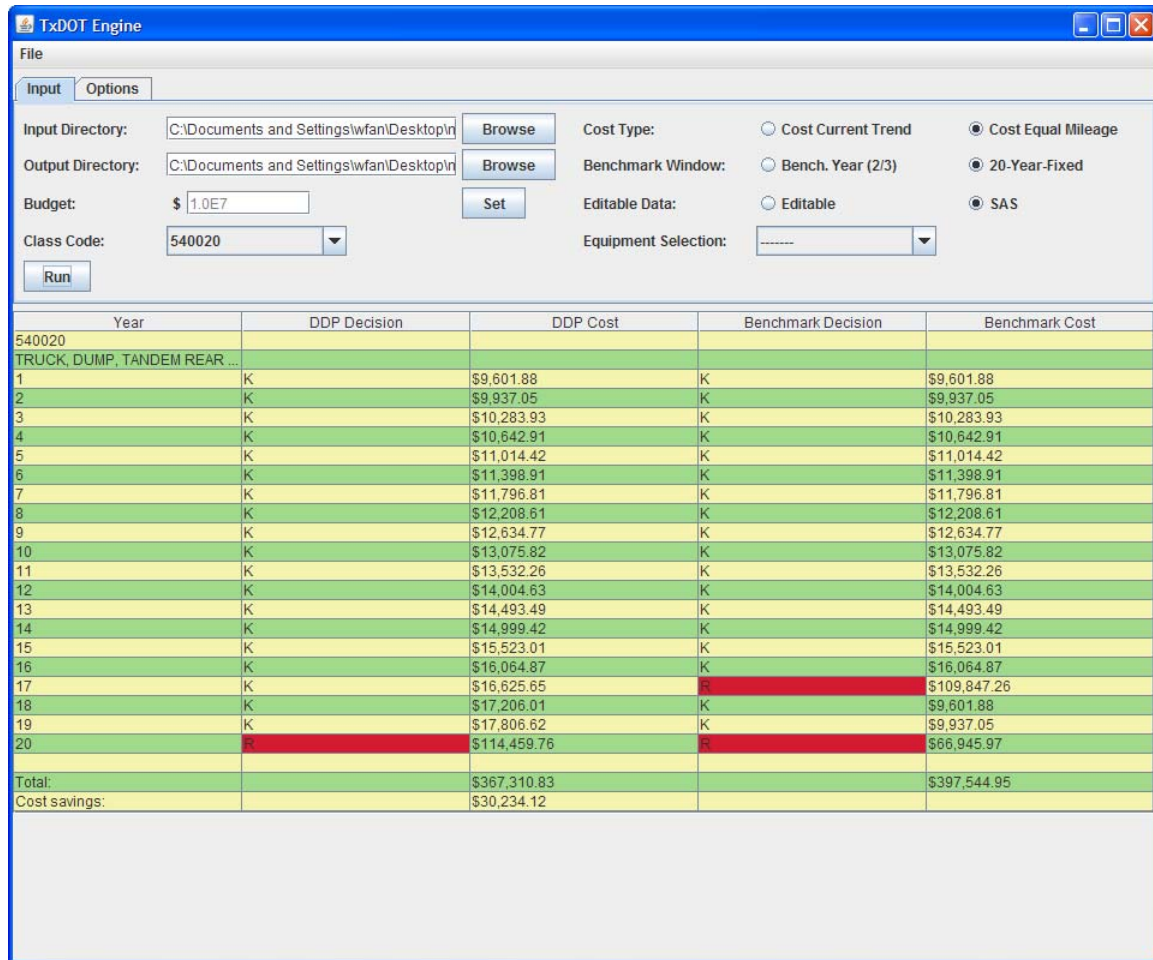 TxDOT Engine
File
Input Options
Input Directory: C:\Documents and Settings\wfan\Desktop\n Browse Cost Type: Cost Current Trend Cost Equal Mileage
Output Directory: C:\Documents and Settings\wfan\Desktop\n Browse Benchmark Window: Bench. Year (2/3) 20-Year-Fixed
Budget: $ 1.0E7 Set Editable Data: Editable SAS
Class Code: 540020 Equipment Selection: -------
Run
Year DDP Decision DDP Cost Benchmark Decision Benchmark Cost
540020
TRUCK, DUMP, TANDEM REAR ...
1 K $9,601.88 K $9,601.88
2 K $9,937.05 K $9,937.05
3 K $10,283.93 K $10,283.93
4 K $10,642.91 K $10,642.91
5 K $11,014.42 K $11,014.42
6 K $11,398.91 K $11,398.91
7 K $11,796.81 K $11,796.81
8 K $12,208.61 K $12,208.61
9 K $12,634.77 K $12,634.77
10 K $13,075.82 K $13,075.82
11 K $13,532.26 K $13,532.26
12 K $14,004.63 K $14,004.63
13 K $14,493.49 K $14,493.49
14 K $14,999.42 K $14,999.42
15 K $15,523.01 K $15,523.01
16 K $16,064.87 K $16,064.87
17 K $16,625.65 R $109,847.26
18 K $17,206.01 K $9,601.88
19 K $17,806.62 K $9,937.05
20 R $114,459.76 R $66,945.97
Total: $367,310.83 $397,544.95
Cost savings: $30,234.12